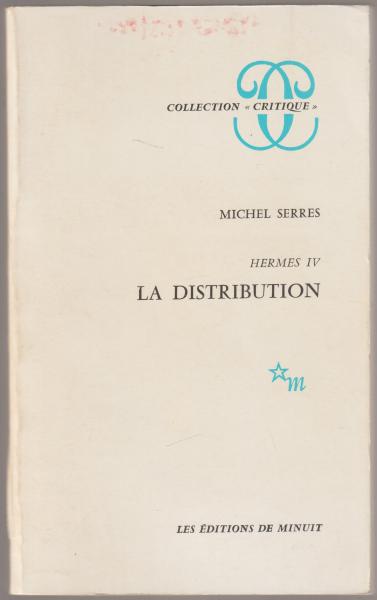 COLLECTION « CRITIQUE »
MICHEL SERRES
HERMES IV
LA DISTRIBUTION
m
LES ÉDITIONS DE MINUIT